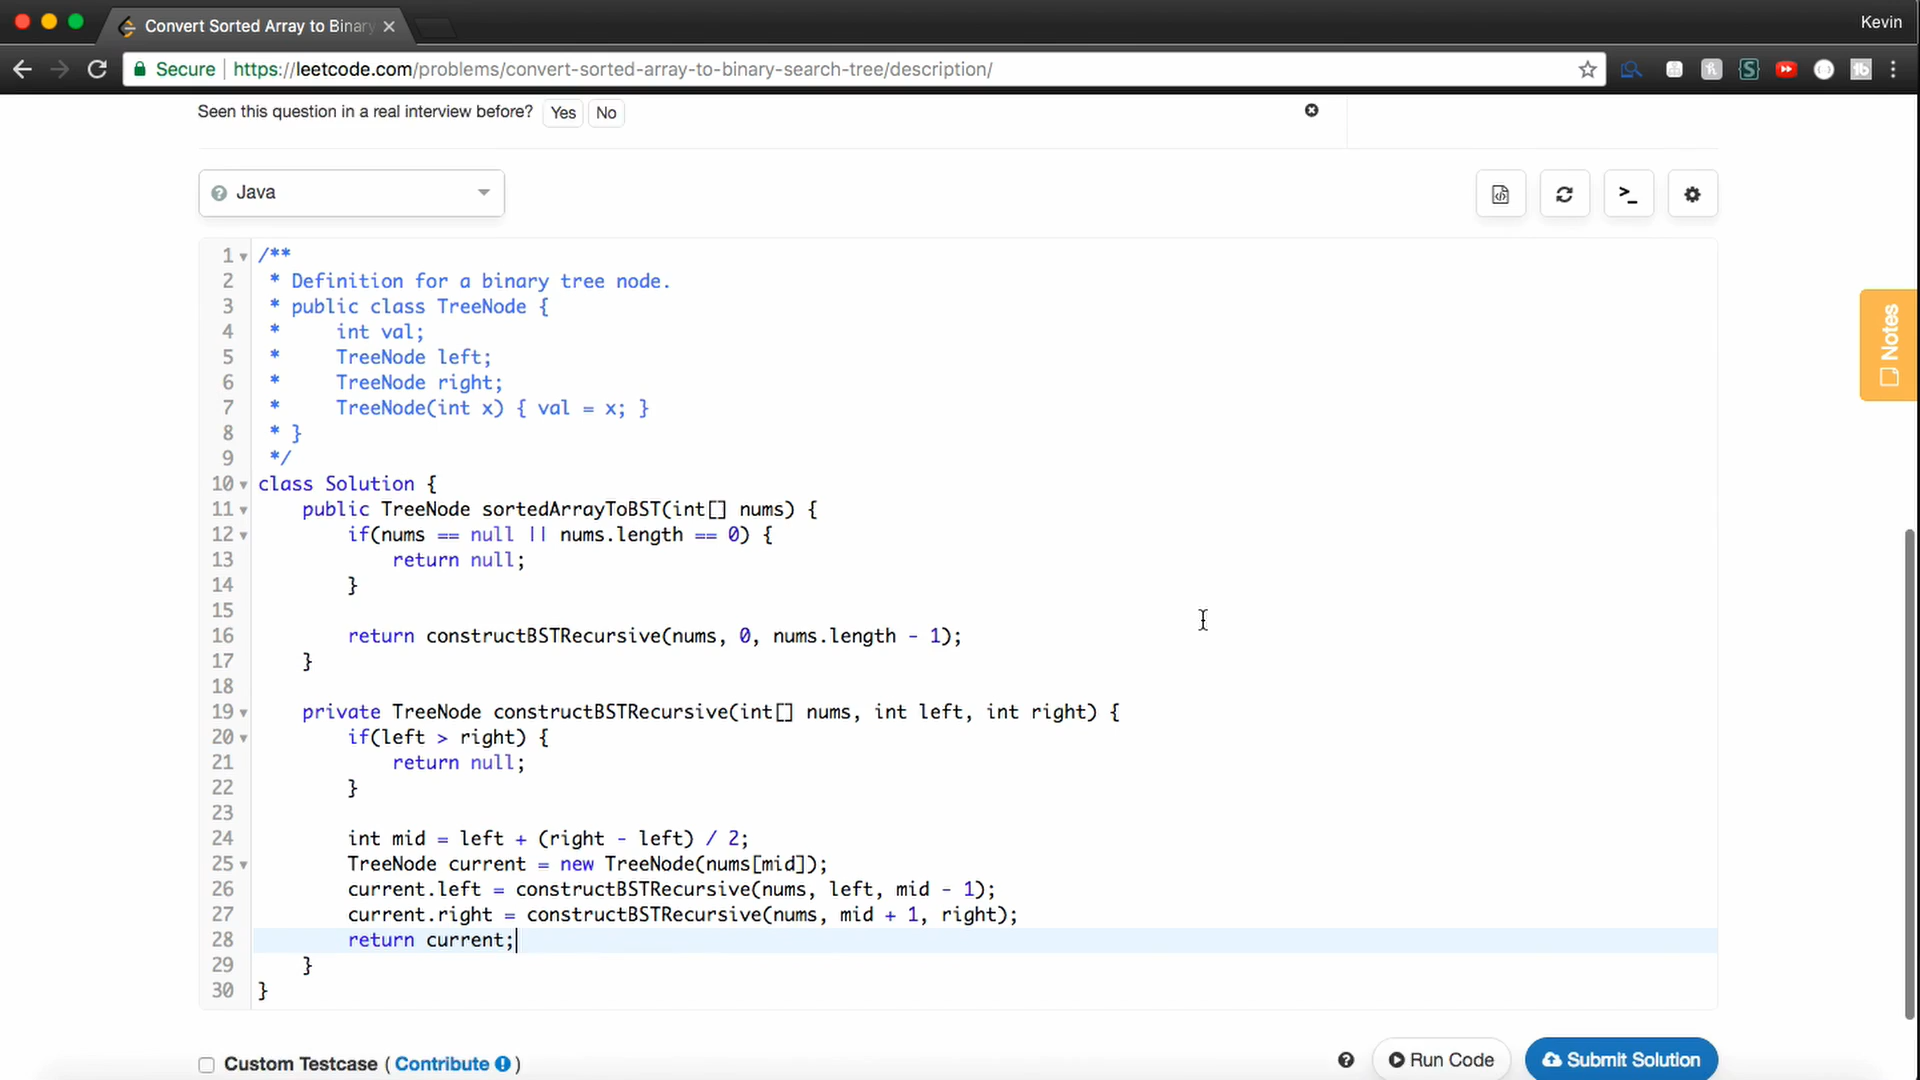 Convert Sorted Array to Binary
Kevin
Secure https://leetcode.com/problems/convert-sorted-array-to-binary-search-tree/description/
Seen this question in a real interview before? Yes No
Java
Notes
1 /**
2  * Definition for a binary tree node.
3  * public class TreeNode {
4  *     int val;
5  *     TreeNode left;
6  *     TreeNode right;
7  *     TreeNode(int x) { val = x; }
8  * }
9  */
10 class Solution {
11     public TreeNode sortedArrayToBST(int[] nums) {
12         if(nums == null || nums.length == 0) {
13             return null;
14         }
15
16         return constructBSTRecursive(nums, 0, nums.length - 1);
17     }
18
19     private TreeNode constructBSTRecursive(int[] nums, int left, int right) {
20         if(left > right) {
21             return null;
22         }
23
24         int mid = left + (right - left) / 2;
25         TreeNode current = new TreeNode(nums[mid]);
26         current.left = constructBSTRecursive(nums, left, mid - 1);
27         current.right = constructBSTRecursive(nums, mid + 1, right);
28         return current;
29     }
30 }
Custom Testcase ( Contribute )
Run Code
Submit Solution